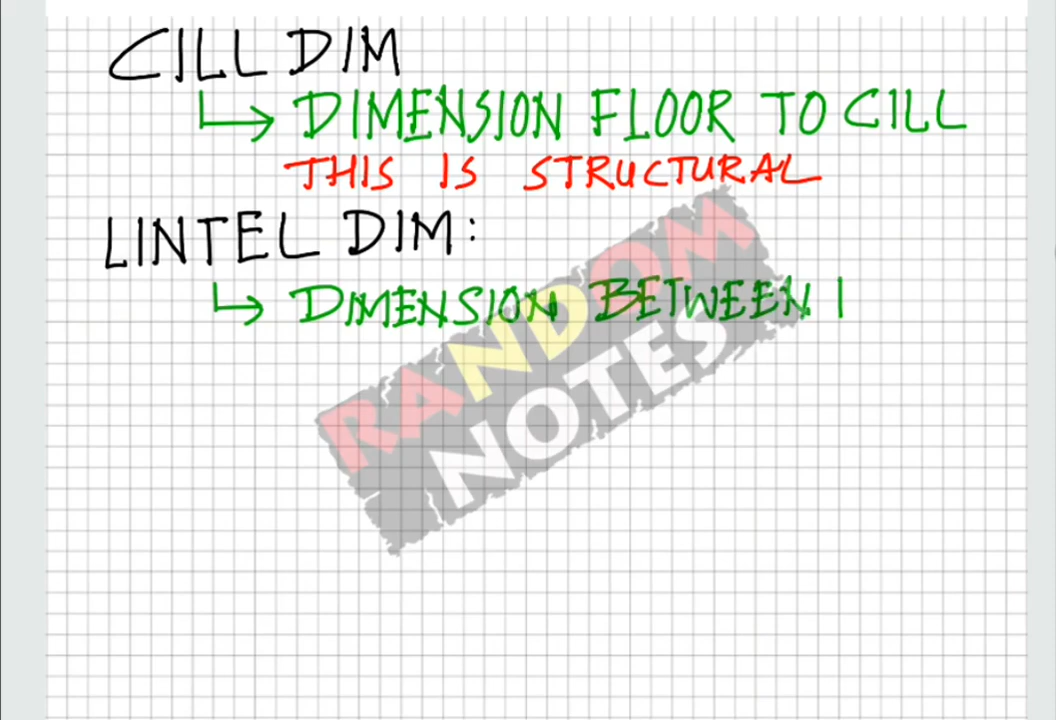 CILL DIM
↳ DIMENSION FLOOR TO CILL
THIS IS STRUCTURAL
LINTEL DIM:
↳ DIMENSION BETWEEN I
RANDOM
NOTES